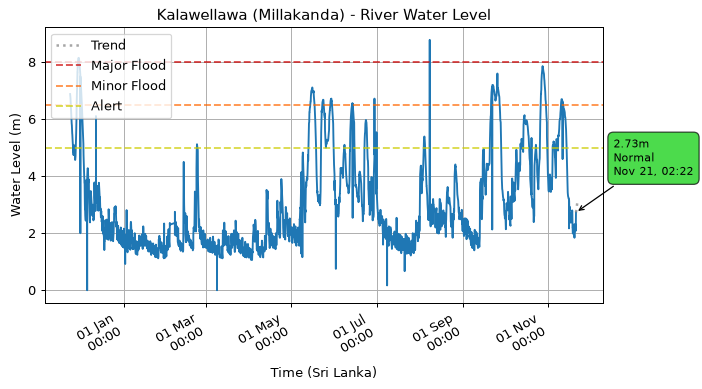 Kalawellawa (Millakanda) - River Water Level
Trend
Major Flood
Minor Flood
Alert
Water Level (m)
8
6
4
2
0
2.73m
Normal
Nov 21, 02:22
01 Jan
00:00
01 Mar
00:00
01 May
00:00
01 Jul
00:00
01 Sep
00:00
01 Nov
00:00
Time (Sri Lanka)